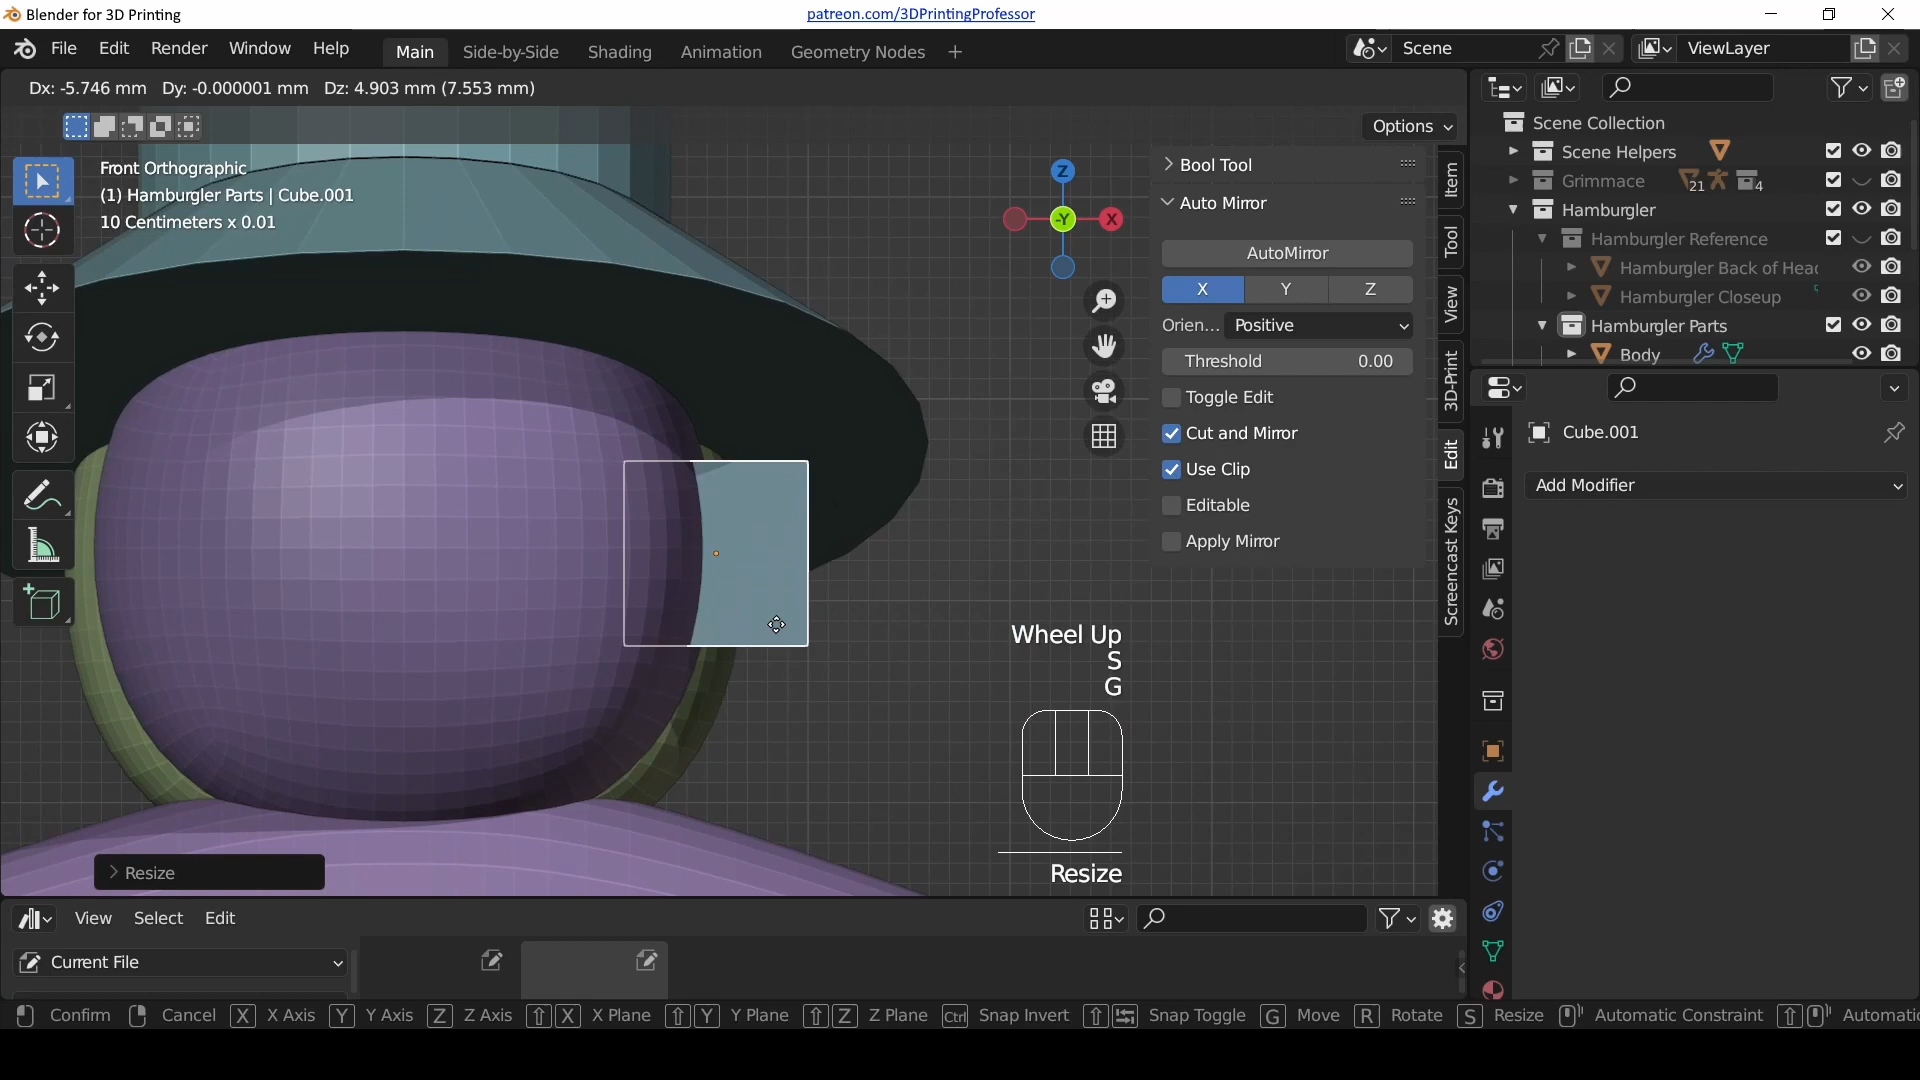 Blender for 3D Printing
patreon.com/3DPrintingProfessor
File Edit Render Window Help
Main Side-by-Side Shading Animation Geometry Nodes +
Scene
ViewLayer
Dx: -5.746 mm Dy: -0.000001 mm Dz: 4.903 mm (7.553 mm)
Options
Front Orthographic
(1) Hamburgler Parts | Cube.001
10 Centimeters x 0.01
Z
-Y
X
Bool Tool
Auto Mirror
AutoMirror
X Y Z
Orien... Positive
Threshold 0.00
Toggle Edit
Cut and Mirror
Use Clip
Editable
Apply Mirror
Item
Tool
View
3D-Print
Edit
Screencast Keys
Scene Collection
Scene Helpers
Grimmace 21 4
Hamburgler
Hamburgler Reference
Hamburgler Back of Head
Hamburgler Closeup
Hamburgler Parts
Body
Cube.001
Add Modifier
Wheel Up
S
G
Resize
Resize
View Select Edit
Current File
Confirm Cancel X X Axis Y Y Axis Z Z Axis X X Plane Y Y Plane Z Z Plane Ctrl Snap Invert Snap Toggle G Move R Rotate S Resize Automatic Constraint Automatic